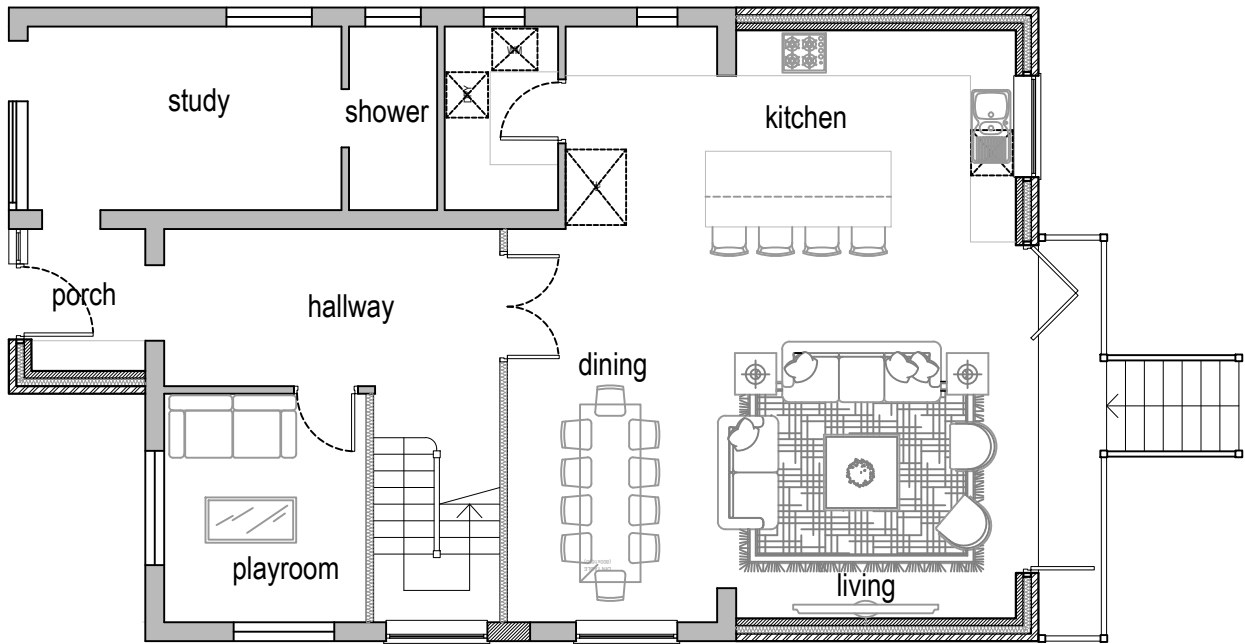 study
shower
kitchen
porch
hallway
dining
playroom
living